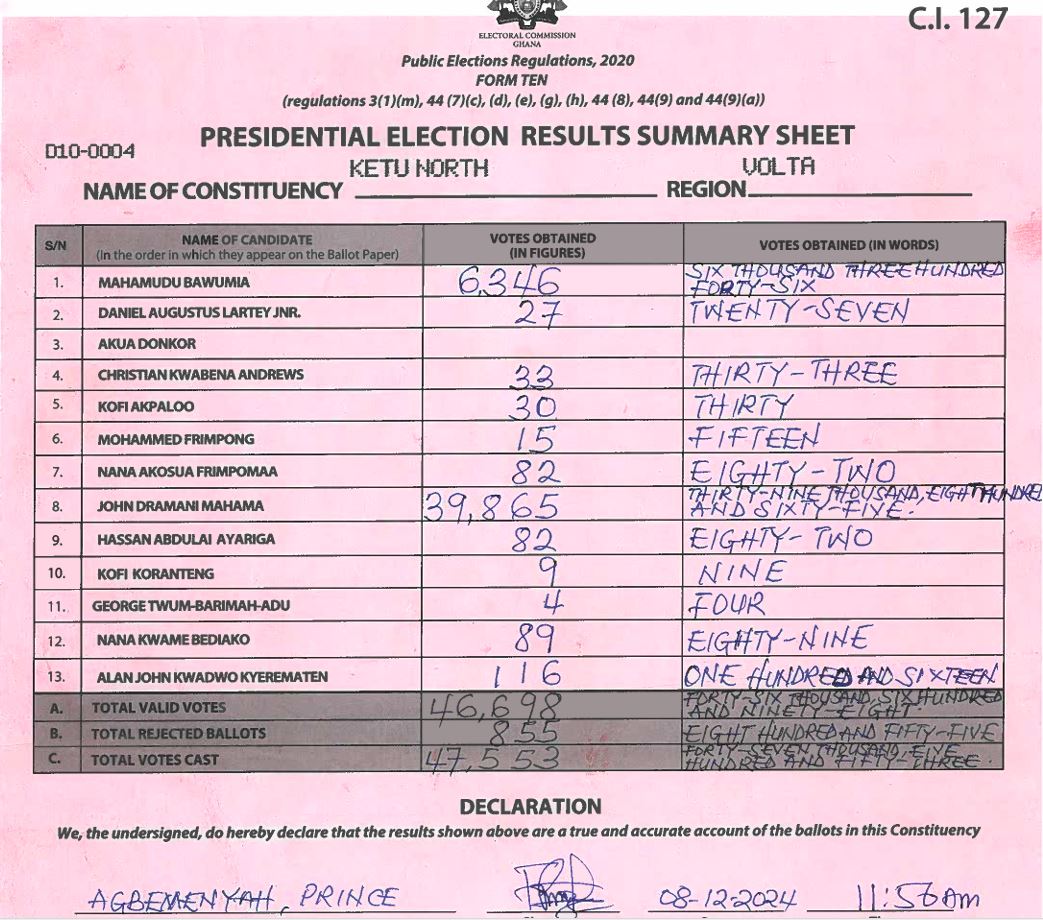 C.I. 127
ELECTORAL COMMISSION
GHANA
Public Elections Regulations, 2020
FORM TEN
(regulations 3(1)(m), 44 (7)(c), (d), (e), (g), (h), 44 (8), 44(9) and 44(9)(a))
PRESIDENTIAL ELECTION RESULTS SUMMARY SHEET
D10-0004
NAME OF CONSTITUENCY KETU NORTH REGION VOLTA
S/N NAME OF CANDIDATE (In the order in which they appear on the Ballot Paper) VOTES OBTAINED (IN FIGURES) VOTES OBTAINED (IN WORDS)
1. MAHAMUDU BAWUMIA 6,346 SIX THOUSAND THREE HUNDRED FORTY-SIX
2. DANIEL AUGUSTUS LARTEY JNR. 27 TWENTY-SEVEN
3. AKUA DONKOR
4. CHRISTIAN KWABENA ANDREWS 33 THIRTY-THREE
5. KOFI AKPALOO 30 THIRTY
6. MOHAMMED FRIMPONG 15 FIFTEEN
7. NANA AKOSUA FRIMPOMAA 82 EIGHTY-TWO
8. JOHN DRAMANI MAHAMA 39,865 THIRTY-NINE THOUSAND, EIGHT HUNDRED AND SIXTY-FIVE.
9. HASSAN ABDULAI AYARIGA 82 EIGHTY-TWO
10. KOFI KORANTENG 9 NINE
11. GEORGE TWUM-BARIMAH-ADU 4 FOUR
12. NANA KWAME BEDIAKO 89 EIGHTY-NINE
13. ALAN JOHN KWADWO KYEREMATEN 116 ONE HUNDRED AND SIXTEEN
A. TOTAL VALID VOTES 46,698 FORTY-SIX THOUSAND, SIX HUNDRED AND NINETY-EIGHT
B. TOTAL REJECTED BALLOTS 855 EIGHT HUNDRED AND FIFTY-FIVE
C. TOTAL VOTES CAST 47,553 FORTY-SEVEN THOUSAND, FIVE HUNDRED AND FIFTY-THREE.
DECLARATION
We, the undersigned, do hereby declare that the results shown above are a true and accurate account of the ballots in this Constituency
AGBEMENYAH, PRINCE 08-12-2024 11:56am